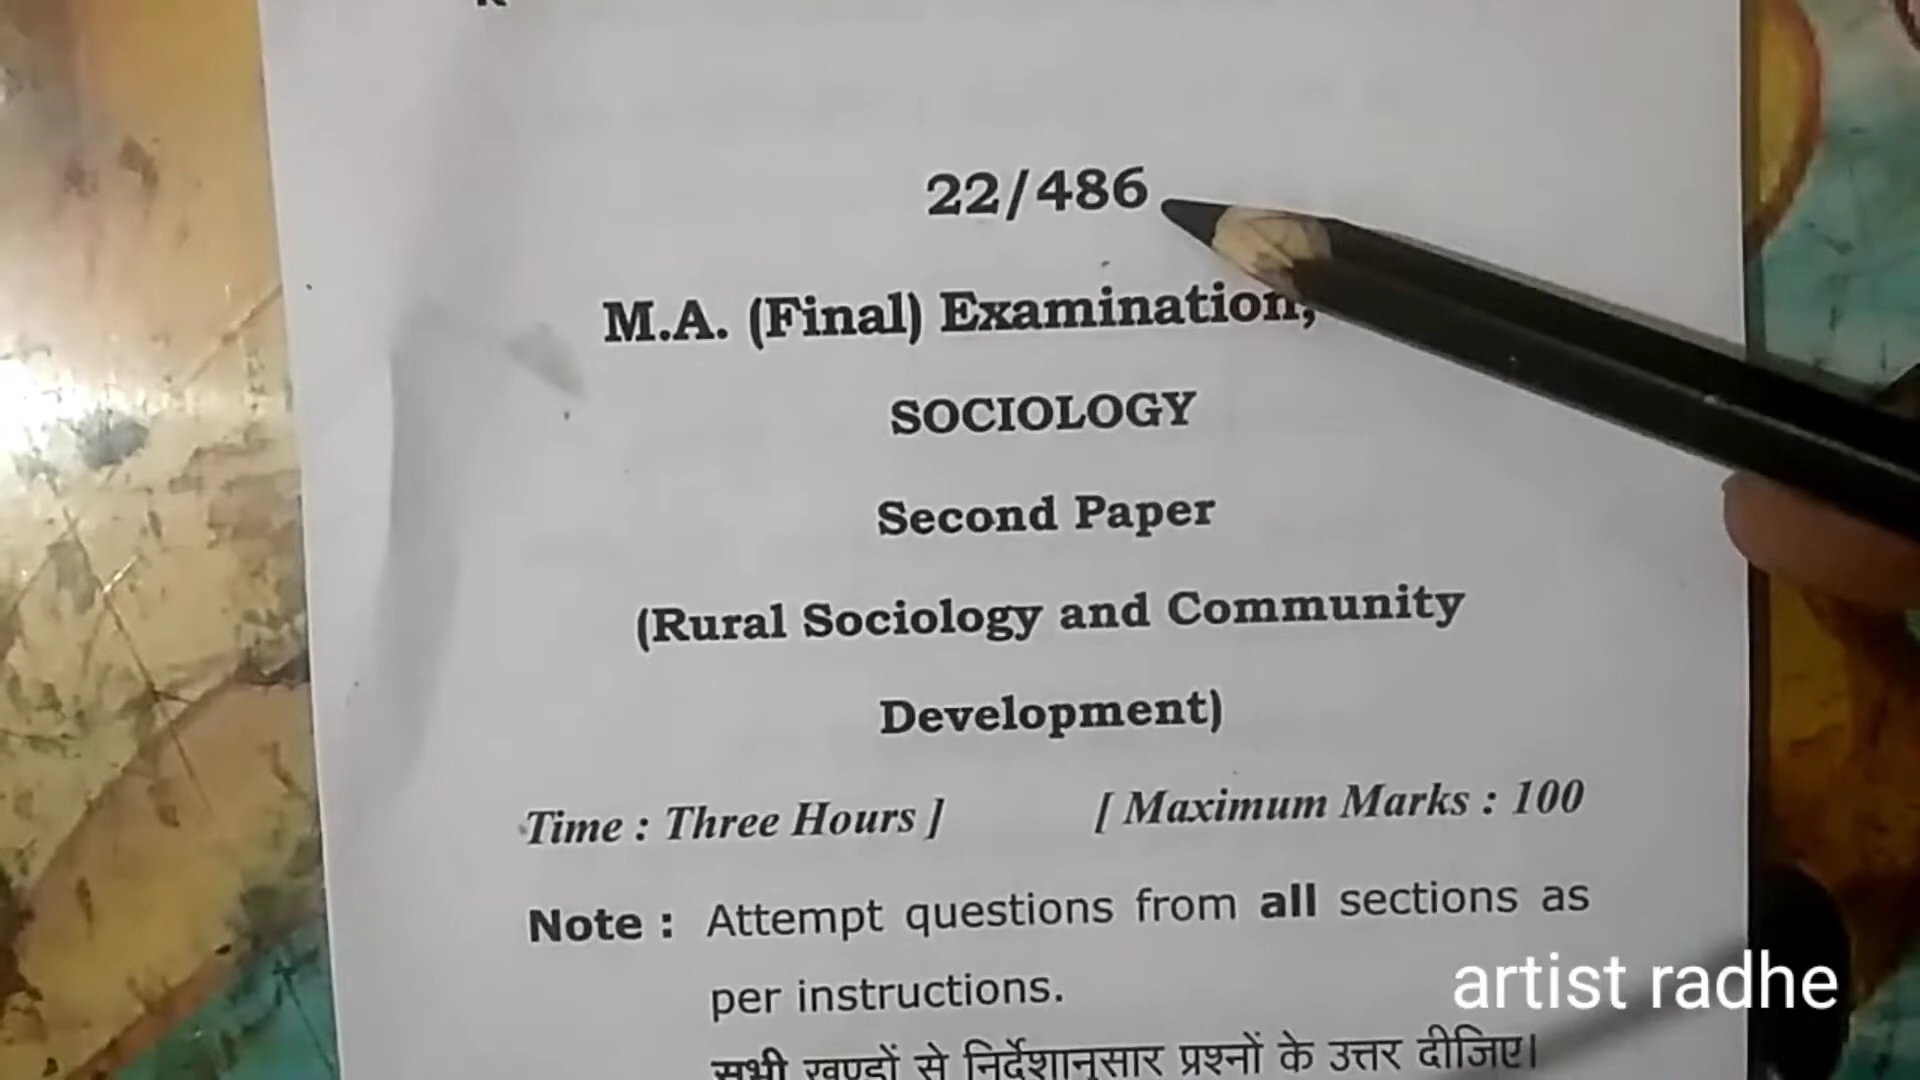 22/486
M.A. (Final) Examination,
SOCIOLOGY
Second Paper
(Rural Sociology and Community
Development)
Time : Three Hours ] [ Maximum Marks : 100
Note : Attempt questions from all sections as
per instructions.
सभी खण्डों से निर्देशानुसार प्रश्नों के उत्तर दीजिए।
artist radhe